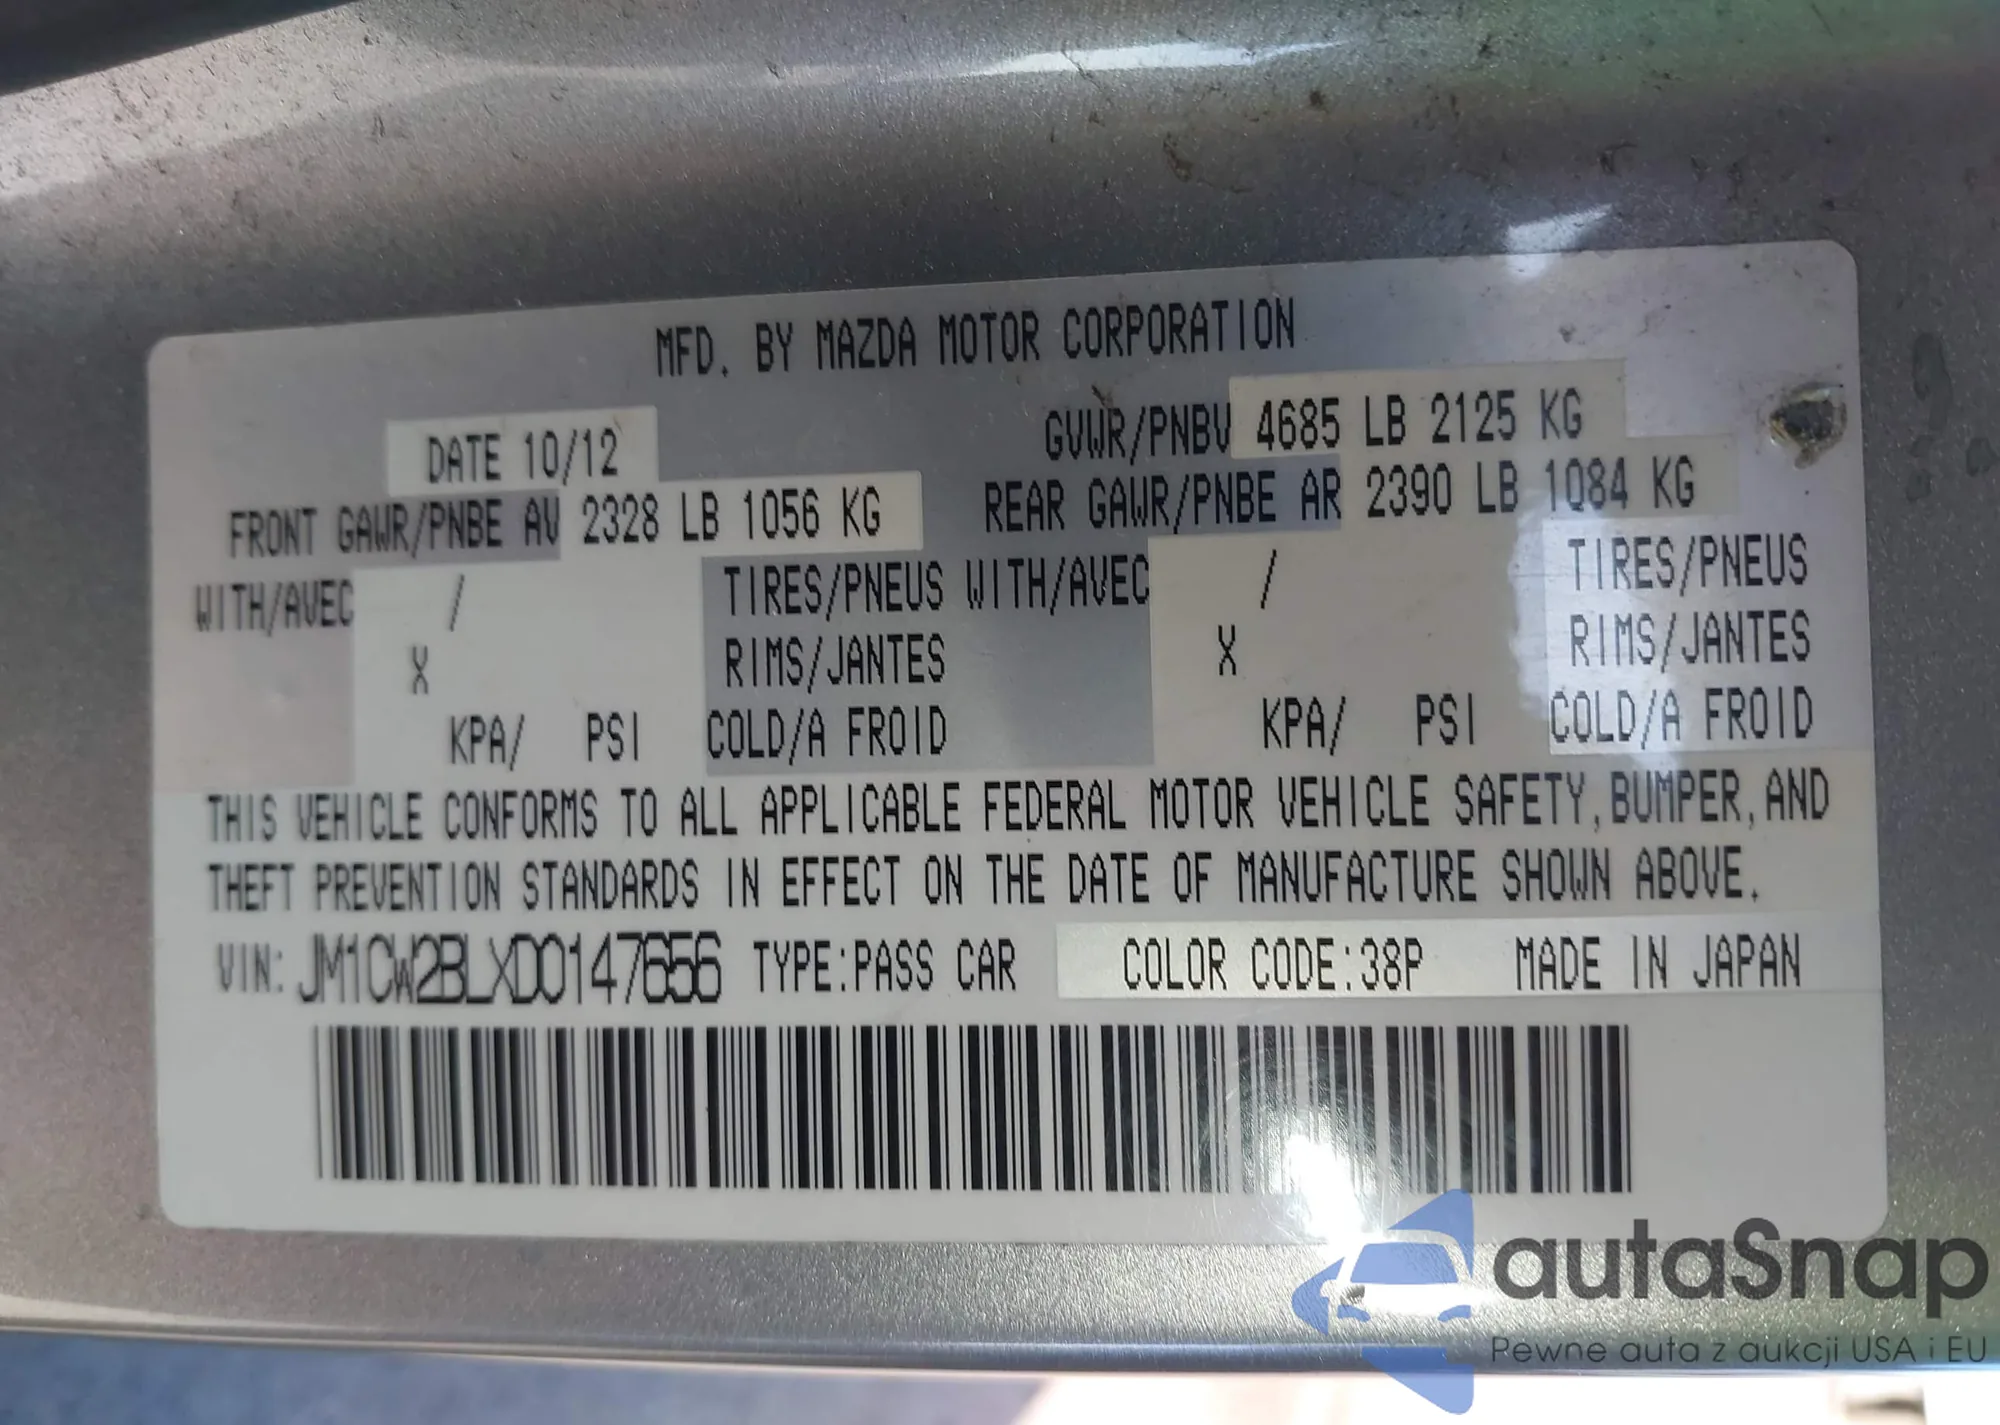 MFD. BY MAZDA MOTOR CORPORATION
DATE 10/12 GVWR/PNBV 4685 LB 2125 KG
FRONT GAWR/PNBE AV 2328 LB 1056 KG REAR GAWR/PNBE AR 2390 LB 1084 KG
WITH/AVEC / TIRES/PNEUS WITH/AVEC / TIRES/PNEUS
X RIMS/JANTES X RIMS/JANTES
KPA/ PSI COLD/A FROID KPA/ PSI COLD/A FROID
THIS VEHICLE CONFORMS TO ALL APPLICABLE FEDERAL MOTOR VEHICLE SAFETY, BUMPER, AND
THEFT PREVENTION STANDARDS IN EFFECT ON THE DATE OF MANUFACTURE SHOWN ABOVE.
VIN: JM1CW2BLXD0147656 TYPE:PASS CAR COLOR CODE:38P MADE IN JAPAN
autaSnap
Pewne auta z aukcji USA i EU